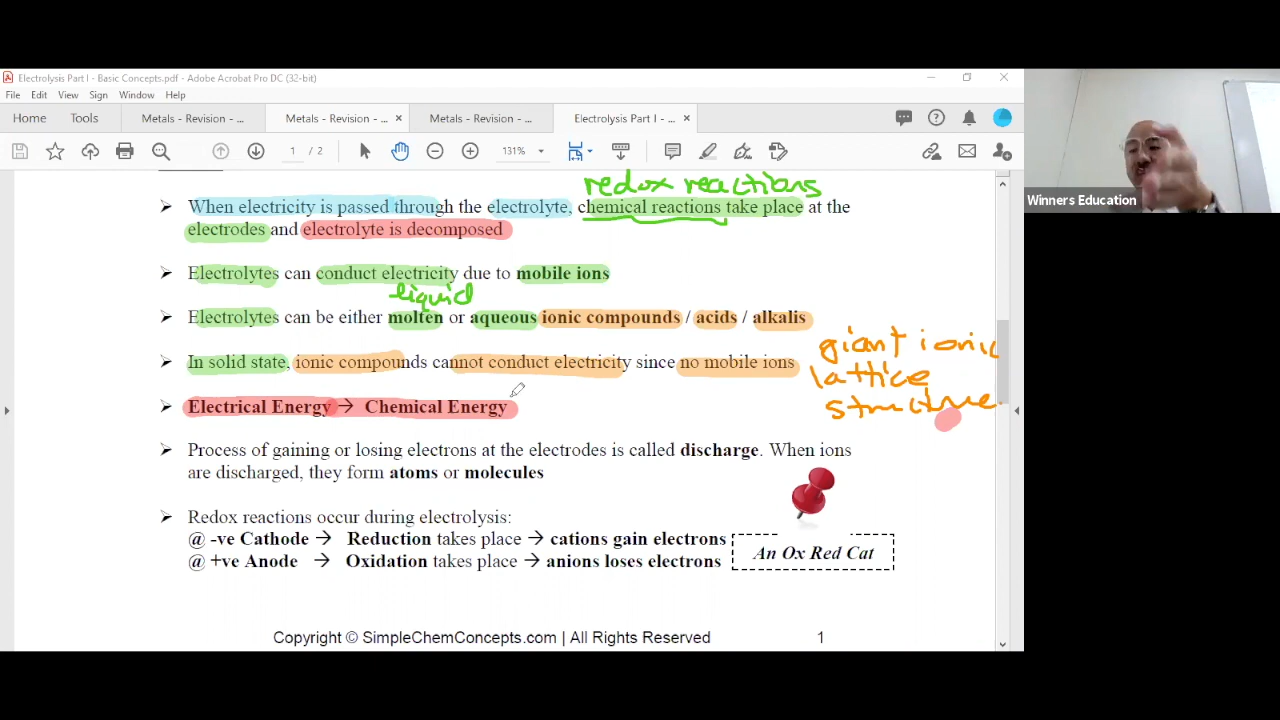 Electrolysis Part I - Basic Concepts.pdf - Adobe Acrobat Pro DC (32-bit)
File Edit View Sign Window Help
Home Tools Metals - Revision - ... Metals - Revision - ... × Metals - Revision - ... Electrolysis Part I - ... ×
1 / 2 131%
redox reactions
➤ When electricity is passed through the electrolyte, chemical reactions take place at the
electrodes and electrolyte is decomposed
➤ Electrolytes can conduct electricity due to mobile ions
liquid
➤ Electrolytes can be either molten or aqueous ionic compounds / acids / alkalis
➤ In solid state, ionic compounds cannot conduct electricity since no mobile ions
giant ionic
lattice
structure
➤ Electrical Energy → Chemical Energy
➤ Process of gaining or losing electrons at the electrodes is called discharge. When ions
are discharged, they form atoms or molecules
➤ Redox reactions occur during electrolysis:
@ -ve Cathode → Reduction takes place → cations gain electrons
@ +ve Anode → Oxidation takes place → anions loses electrons
An Ox Red Cat
Copyright © SimpleChemConcepts.com | All Rights Reserved 1
Winners Education